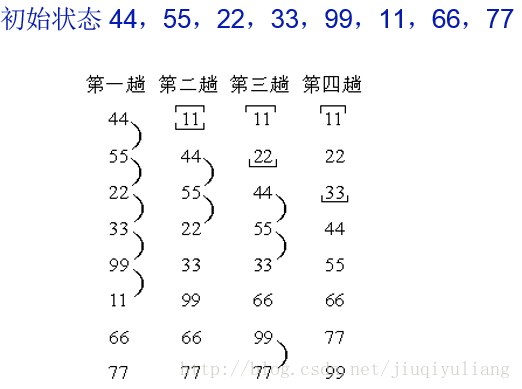 初始状态 44，55，22，33，99，11，66，77
第一趟 第二趟 第三趟 第四趟
44 11 11 11
55 44 22 22
22 55 44 33
33 22 55 44
99 33 33 55
11 99 66 66
66 66 99 77
77 77 77 99
http://blog.csdn.net/jiuqiyuliang